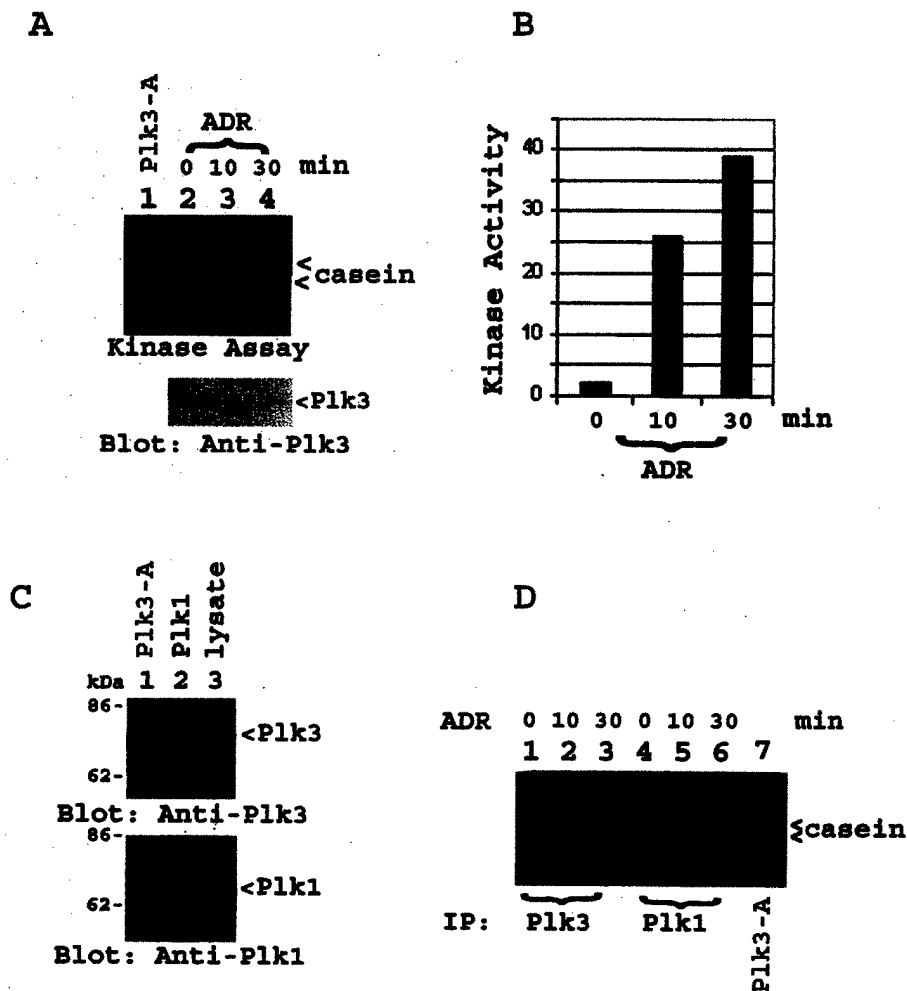 A
Plk3-A
ADR
0 10 30 min
1 2 3 4
<casein
Kinase Assay
<Plk3
Blot: Anti-Plk3
B
Kinase Activity
40
30
20
10
0
0 10 30 min
ADR
C
Plk3-A
Plk1
lysate
kDa 1 2 3
86-
<Plk3
62-
Blot: Anti-Plk3
86-
<Plk1
62-
Blot: Anti-Plk1
D
ADR 0 10 30 0 10 30 min
1 2 3 4 5 6 7
<casein
IP: Plk3 Plk1
Plk3-A